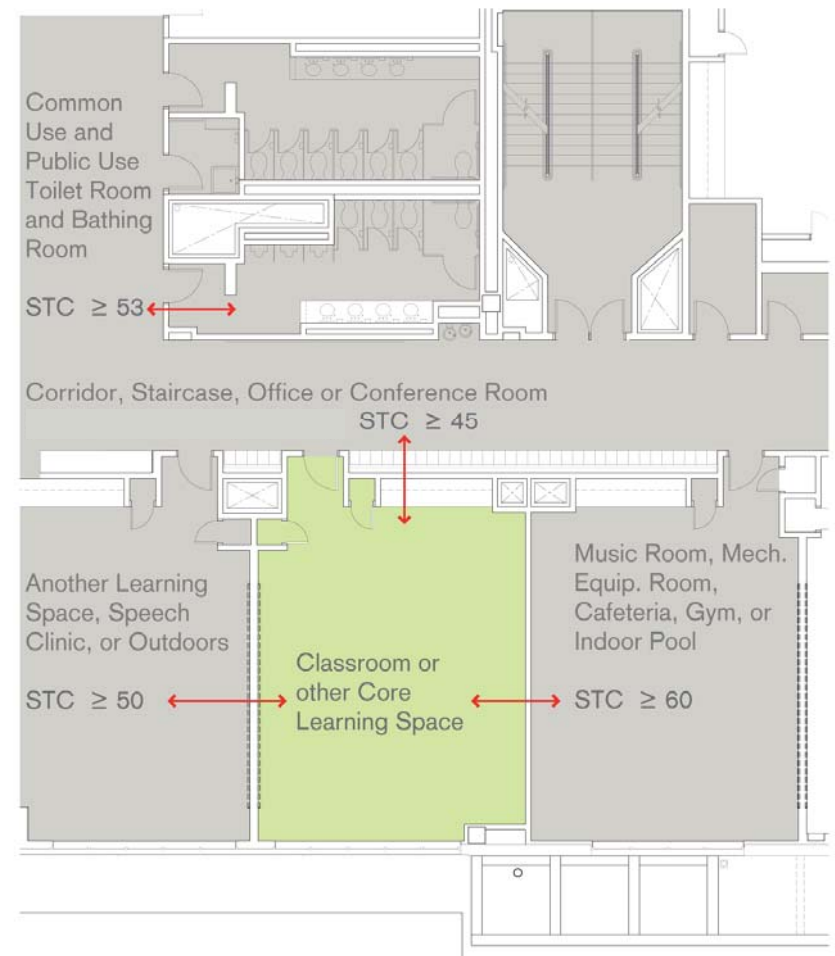 Common
Use and
Public Use
Toilet Room
and Bathing
Room
STC ≥ 53
Corridor, Staircase, Office or Conference Room
STC ≥ 45
Another Learning
Space, Speech
Clinic, or Outdoors
STC ≥ 50
Classroom or
other Core
Learning Space
Music Room, Mech.
Equip. Room,
Cafeteria, Gym, or
Indoor Pool
STC ≥ 60